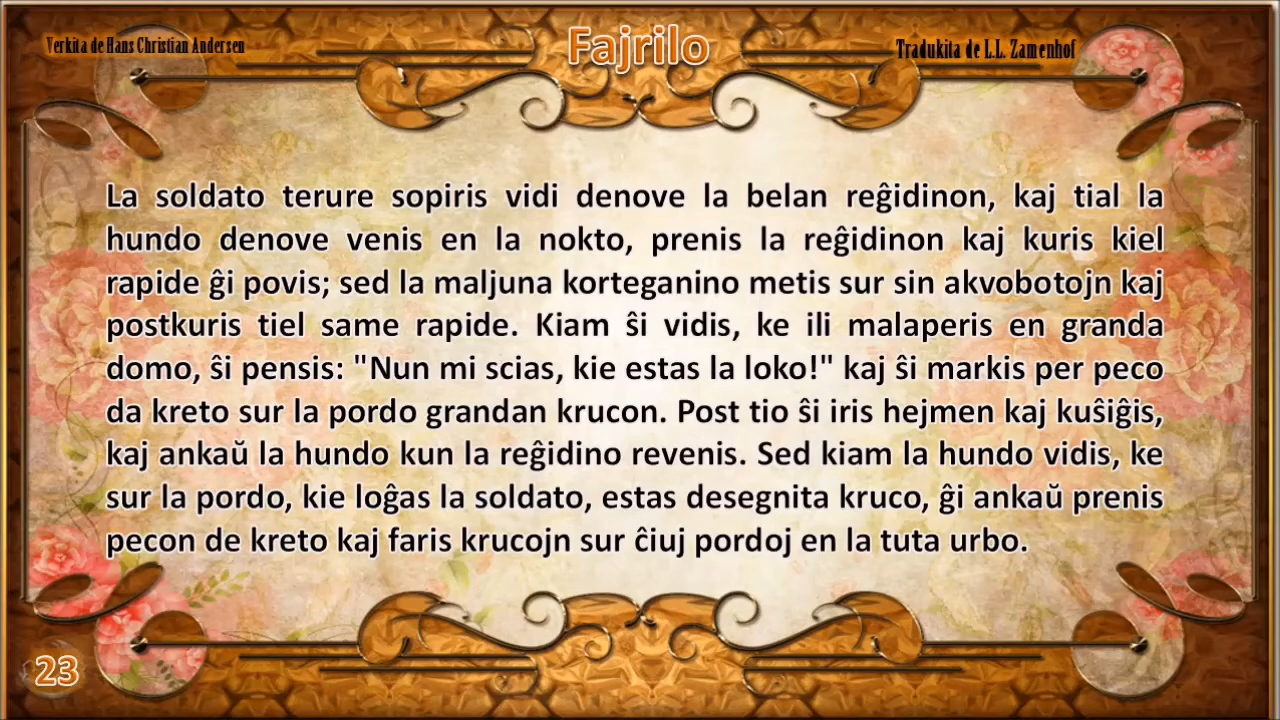 Verkita de Hans Christian Andersen
Fajrilo
Tradukita de L.L. Zamenhof
La soldato terure sopiris vidi denove la belan reĝidinon, kaj tial la
hundo denove venis en la nokto, prenis la reĝidinon kaj kuris kiel
rapide ĝi povis; sed la maljuna korteganino metis sur sin akvobotojn kaj
postkuris tiel same rapide. Kiam ŝi vidis, ke ili malaperis en granda
domo, ŝi pensis: "Nun mi scias, kie estas la loko!" kaj ŝi markis per peco
da kreto sur la pordo grandan krucon. Post tio ŝi iris hejmen kaj kuŝiĝis,
kaj ankaŭ la hundo kun la reĝidino revenis. Sed kiam la hundo vidis, ke
sur la pordo, kie loĝas la soldato, estas desegnita kruco, ĝi ankaŭ prenis
pecon de kreto kaj faris krucojn sur ĉiuj pordoj en la tuta urbo.
23